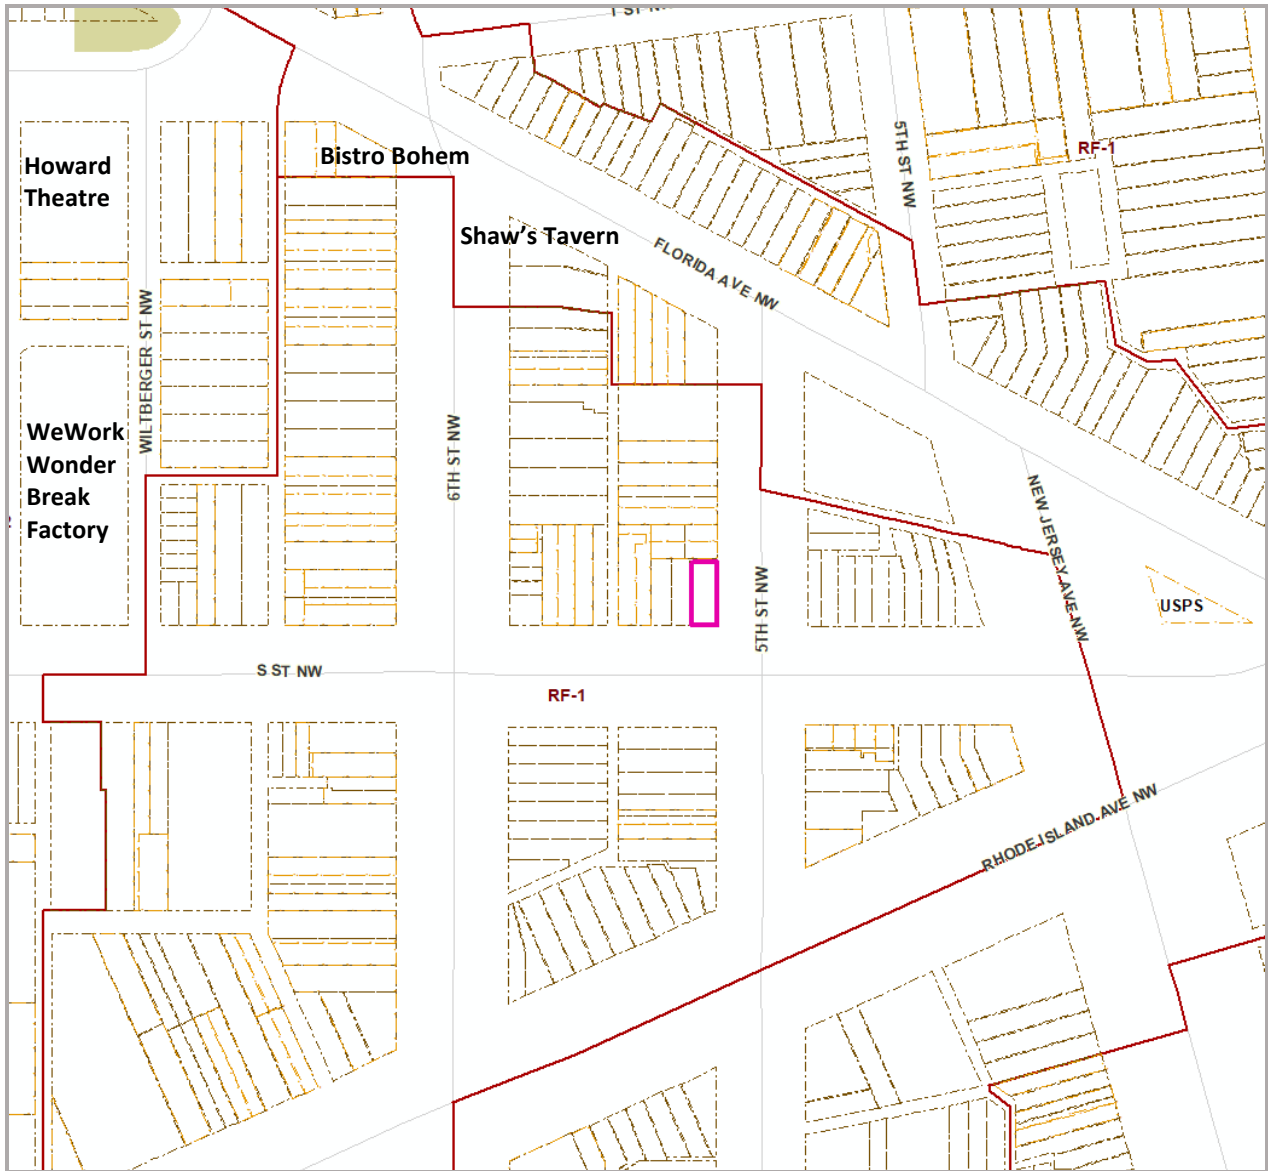 T ST NW
5TH ST NW
RF-1
Howard
Theatre
Bistro Bohem
Shaw's Tavern
FLORIDA AVE NW
WILTBERGER ST NW
WeWork
Wonder
Break
Factory
6TH ST NW
NEW JERSEY AVE NW
5TH ST NW
USPS
S ST NW
RF-1
RHODE ISLAND AVE NW